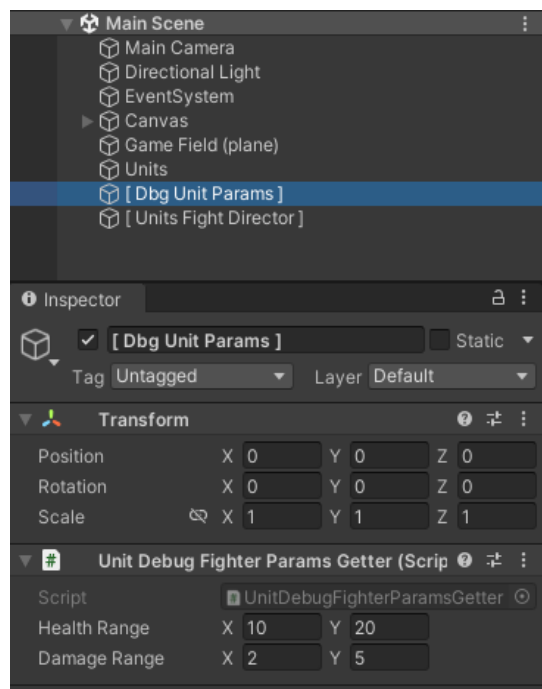 Main Scene
Main Camera
Directional Light
EventSystem
Canvas
Game Field (plane)
Units
[ Dbg Unit Params ]
[ Units Fight Director ]
Inspector
[ Dbg Unit Params ] Static
Tag Untagged Layer Default
Transform
Position X 0 Y 0 Z 0
Rotation X 0 Y 0 Z 0
Scale X 1 Y 1 Z 1
# Unit Debug Fighter Params Getter (Scrip
Script # UnitDebugFighterParamsGetter
Health Range X 10 Y 20
Damage Range X 2 Y 5